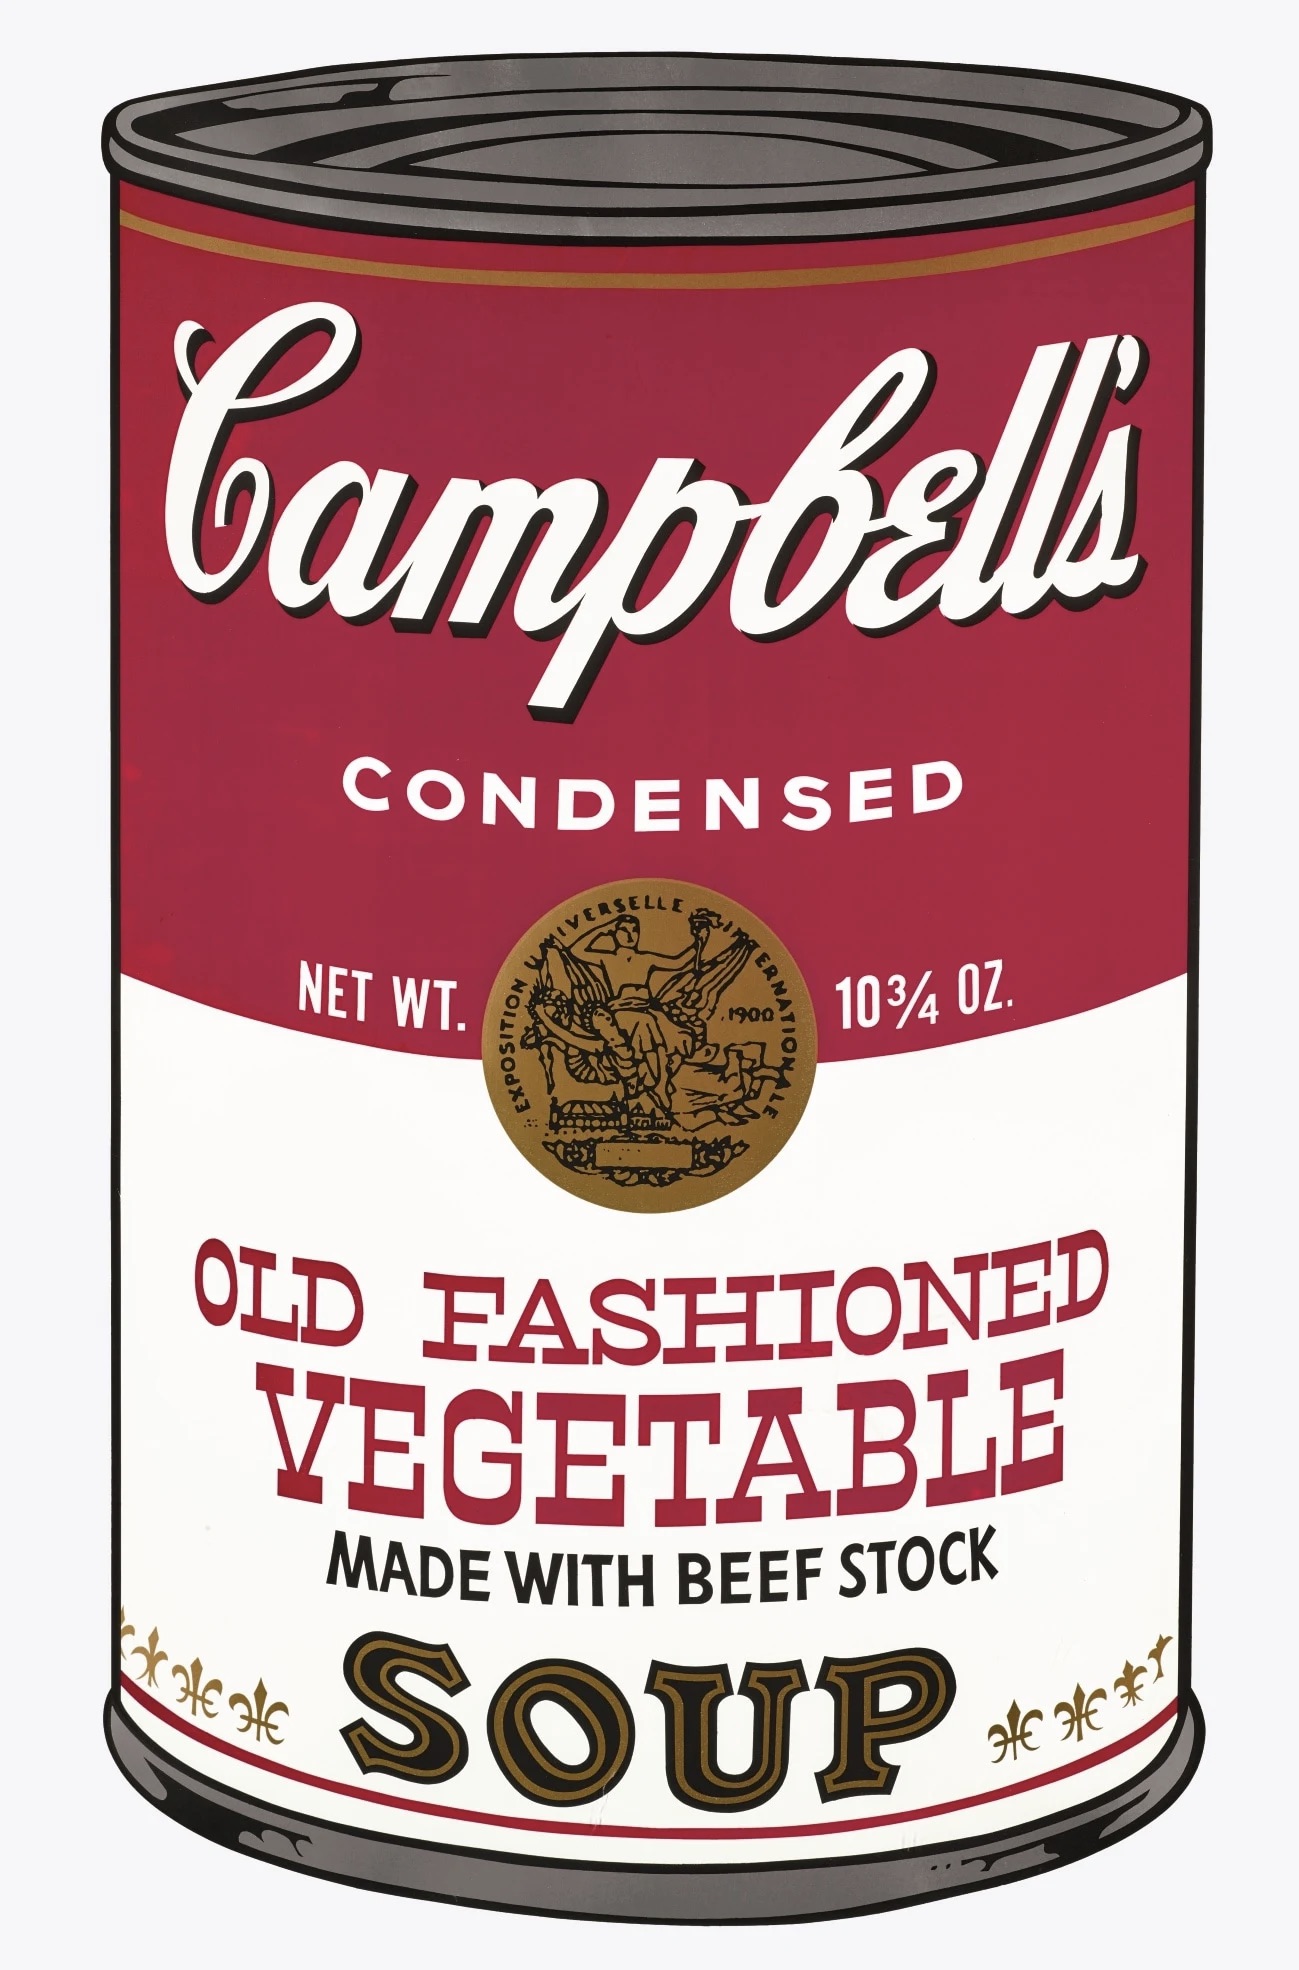 Campbell's
CONDENSED
NET WT. 10¾ OZ.
EXPOSITION UNIVERSELLE INTERNATIONALE
1900
OLD FASHIONED
VEGETABLE
MADE WITH BEEF STOCK
SOUP